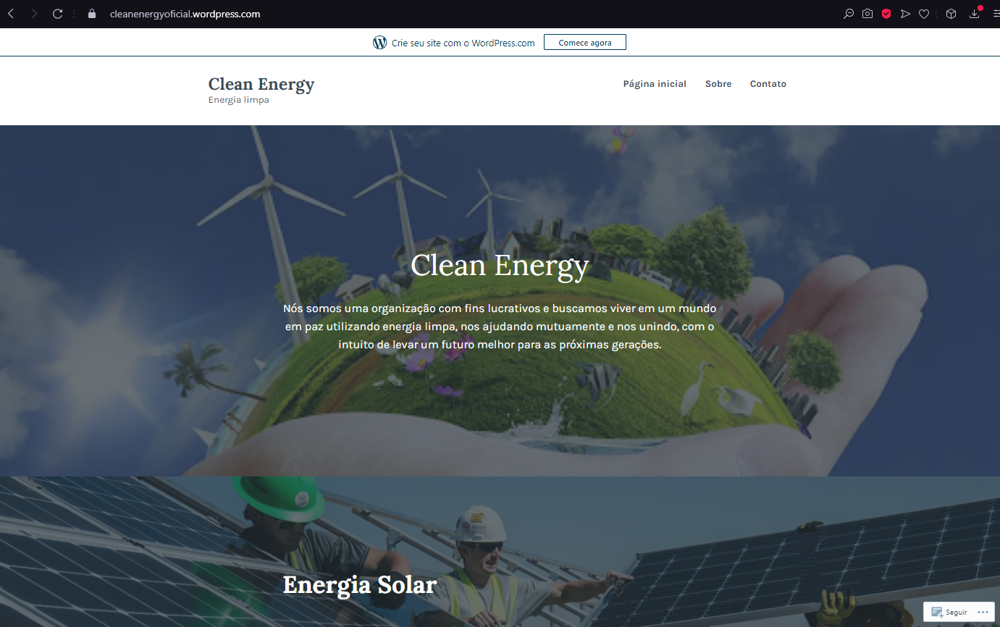 cleanenergyoficial.wordpress.com
Crie seu site com o WordPress.com
Comece agora
Clean Energy
Energia limpa
Página inicial
Sobre
Contato
Clean Energy
Nós somos uma organização com fins lucrativos e buscamos viver em um mundo
em paz utilizando energia limpa, nos ajudando mutuamente e nos unindo, com o
intuito de levar um futuro melhor para as próximas gerações.
Energia Solar
Seguir